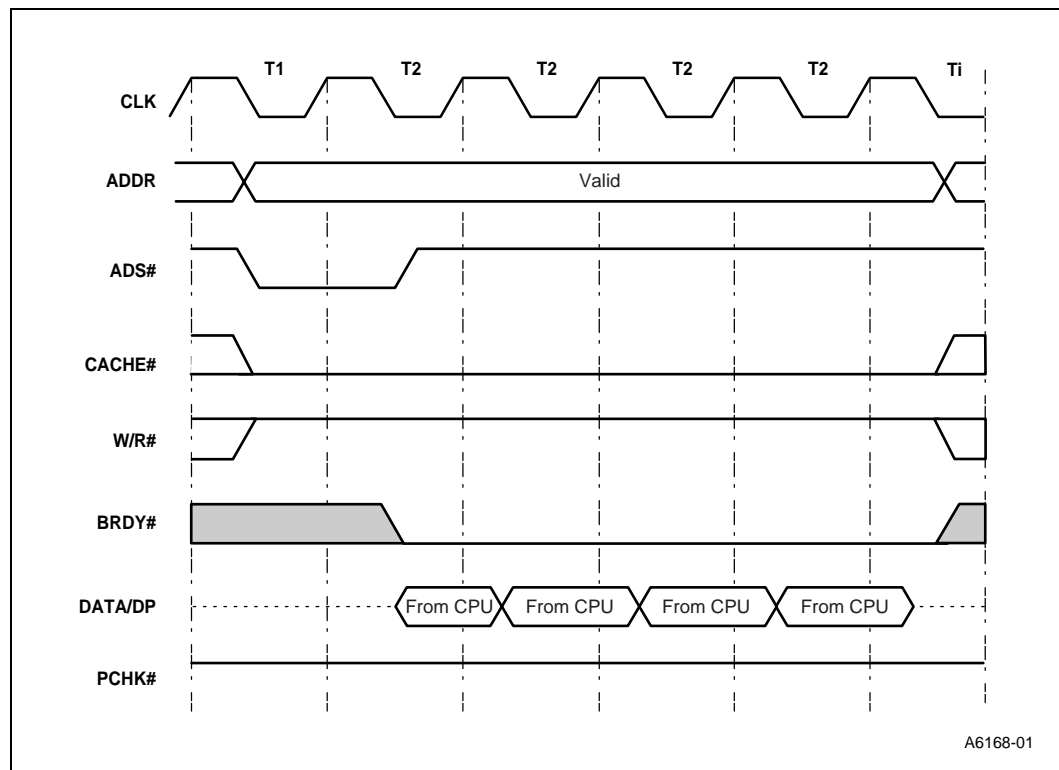 T1 T2 T2 T2 T2 Ti
CLK
ADDR
Valid
ADS#
CACHE#
W/R#
BRDY#
DATA/DP
From CPU From CPU From CPU From CPU
PCHK#
A6168-01